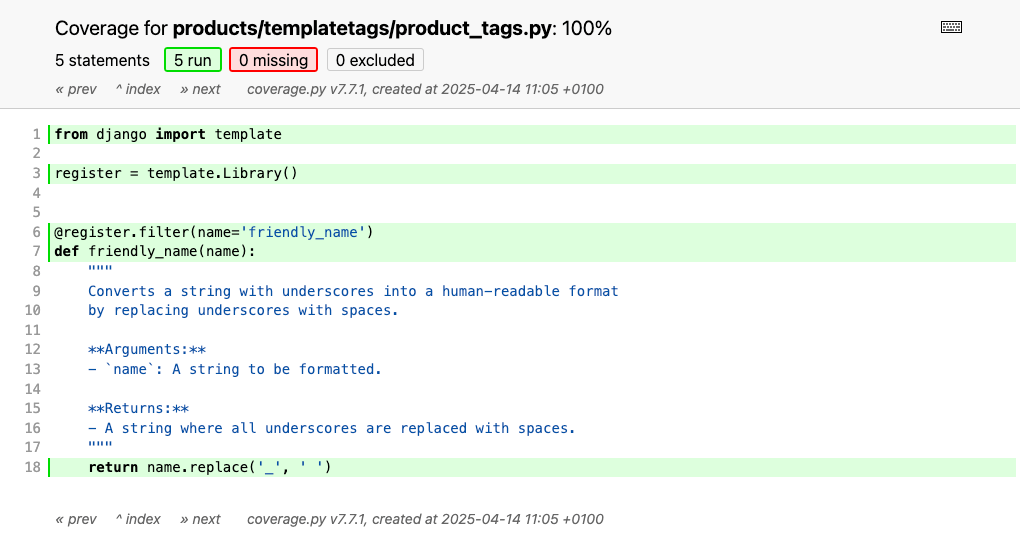 Coverage for products/templatetags/product_tags.py: 100%
5 statements 5 run 0 missing 0 excluded
« prev ^ index » next coverage.py v7.7.1, created at 2025-04-14 11:05 +0100
1 from django import template
2
3 register = template.Library()
4
5
6 @register.filter(name='friendly_name')
7 def friendly_name(name):
8     """
9     Converts a string with underscores into a human-readable format
10     by replacing underscores with spaces.
11
12     **Arguments:**
13     - `name`: A string to be formatted.
14
15     **Returns:**
16     - A string where all underscores are replaced with spaces.
17     """
18     return name.replace('_', ' ')
« prev ^ index » next coverage.py v7.7.1, created at 2025-04-14 11:05 +0100